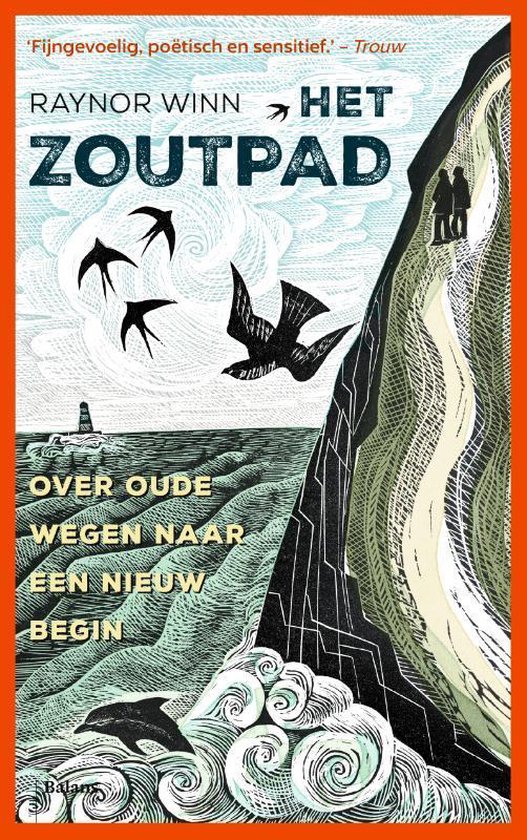 ‘Fijngevoelig, poëtisch en sensitief.’ – Trouw
RAYNOR WINN HET
ZOUTPAD
OVER OUDE
WEGEN NAAR
EEN NIEUW
BEGIN
Balans